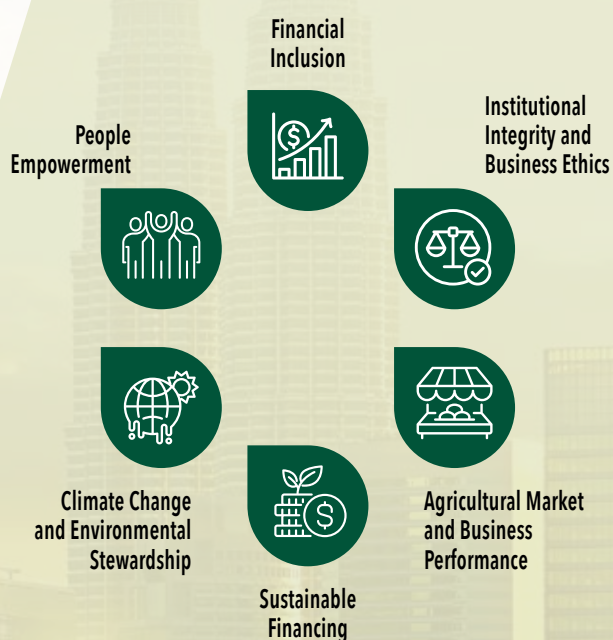 Financial
Inclusion
Institutional
Integrity and
Business Ethics
People
Empowerment
Climate Change
and Environmental
Stewardship
Agricultural Market
and Business
Performance
Sustainable
Financing